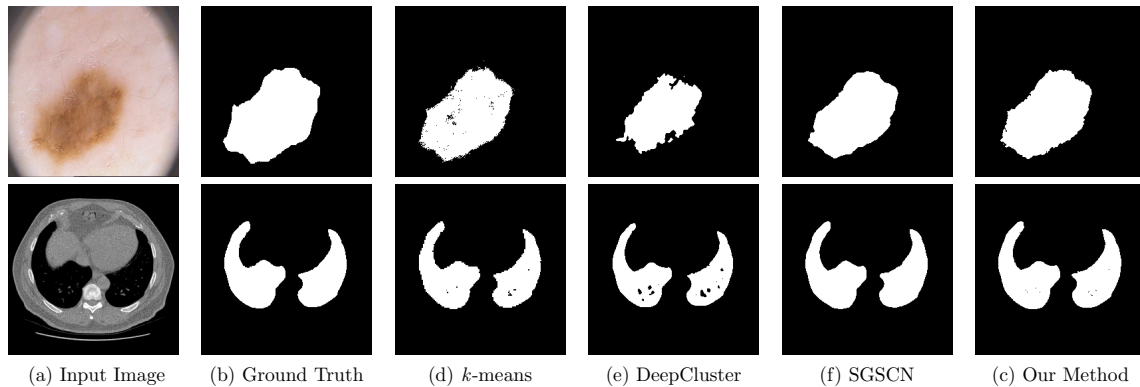 (a) Input Image
(b) Ground Truth
(d) k-means
(e) DeepCluster
(f) SGSCN
(c) Our Method